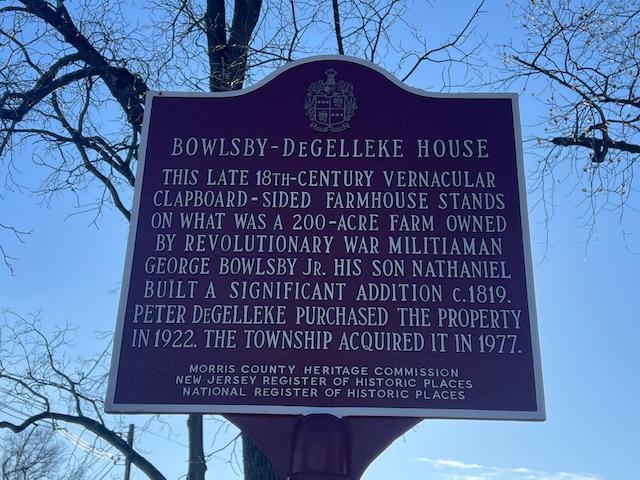 BOWLSBY-DEGELLEKE HOUSE
THIS LATE 18TH-CENTURY VERNACULAR
CLAPBOARD-SIDED FARMHOUSE STANDS
ON WHAT WAS A 200-ACRE FARM OWNED
BY REVOLUTIONARY WAR MILITIAMAN
GEORGE BOWLSBY JR. HIS SON NATHANIEL
BUILT A SIGNIFICANT ADDITION c.1819.
PETER DEGELLEKE PURCHASED THE PROPERTY
IN 1922. THE TOWNSHIP ACQUIRED IT IN 1977.
MORRIS COUNTY HERITAGE COMMISSION
NEW JERSEY REGISTER OF HISTORIC PLACES
NATIONAL REGISTER OF HISTORIC PLACES